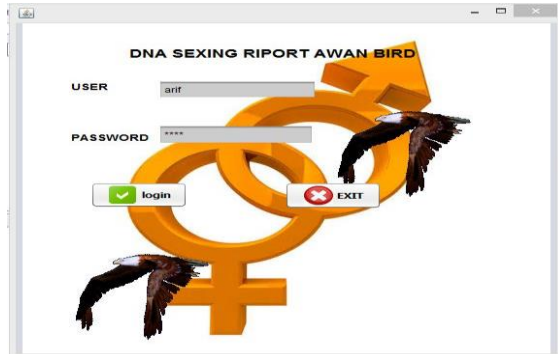 DNA SEXING RIPORT AWAN BIRD
USER arif
PASSWORD ****
login EXIT